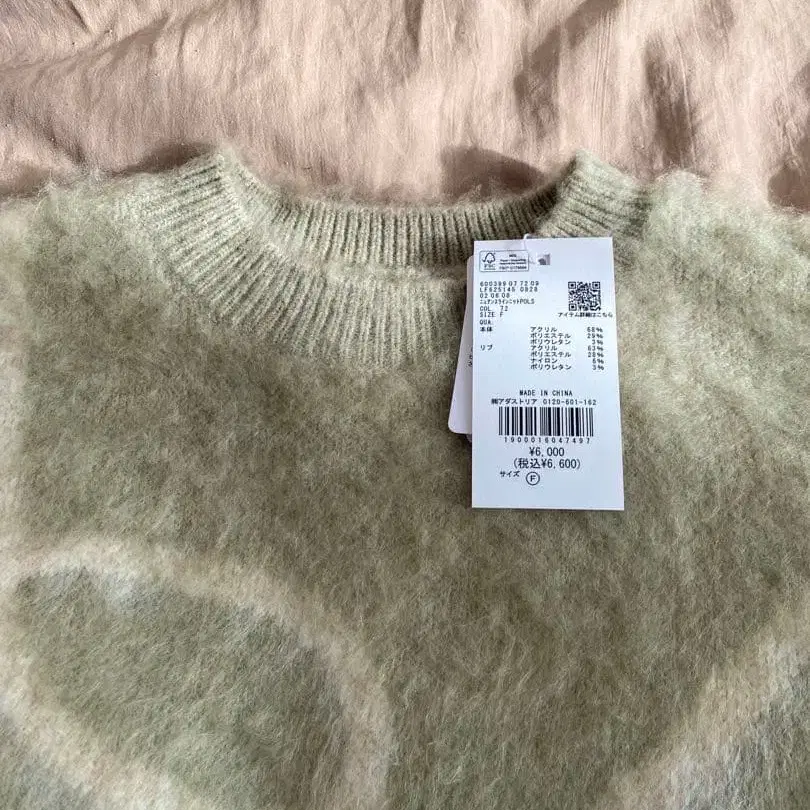 FSC
MIX
600399 07 72 09
LF625145 0828
02 06 08
ニュアンスラインニットPOLS
COL 72
SIZE F
アイテム詳細はこちら
QUA.
本体 アクリル 68%
ポリエステル 29%
ポリウレタン 3%
リブ アクリル 63%
ポリエステル 28%
ナイロン 6%
ポリウレタン 3%
MADE IN CHINA
㈱アダストリア 0120-601-162
1900016047497
¥6,000
(税込¥6,600)
サイズ F